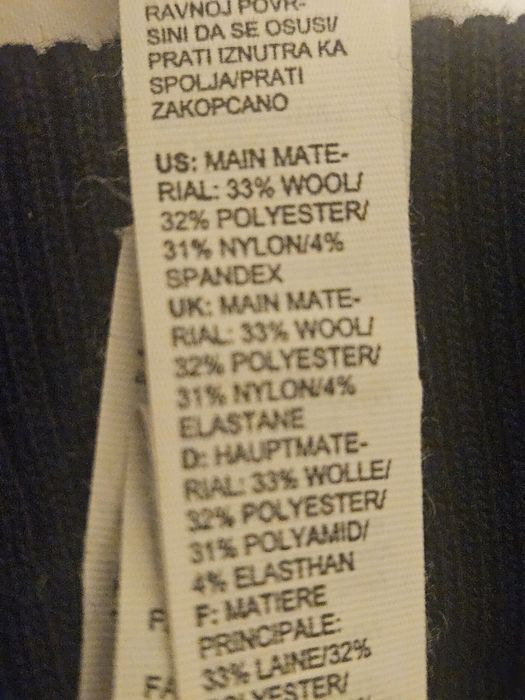 RAVNOJ POVR-
SINI DA SE OSUSI/
PRATI IZNUTRA KA
SPOLJA/PRATI
ZAKOPCANO
US: MAIN MATE-
RIAL: 33% WOOL/
32% POLYESTER/
31% NYLON/4%
SPANDEX
UK: MAIN MATE-
RIAL: 33% WOOL/
32% POLYESTER/
31% NYLON/4%
ELASTANE
D: HAUPTMATE-
RIAL: 33% WOLLE/
32% POLYESTER/
31% POLYAMID/
4% ELASTHAN
F: MATIERE
PRINCIPALE:
33% LAINE/32%
POLYESTER/